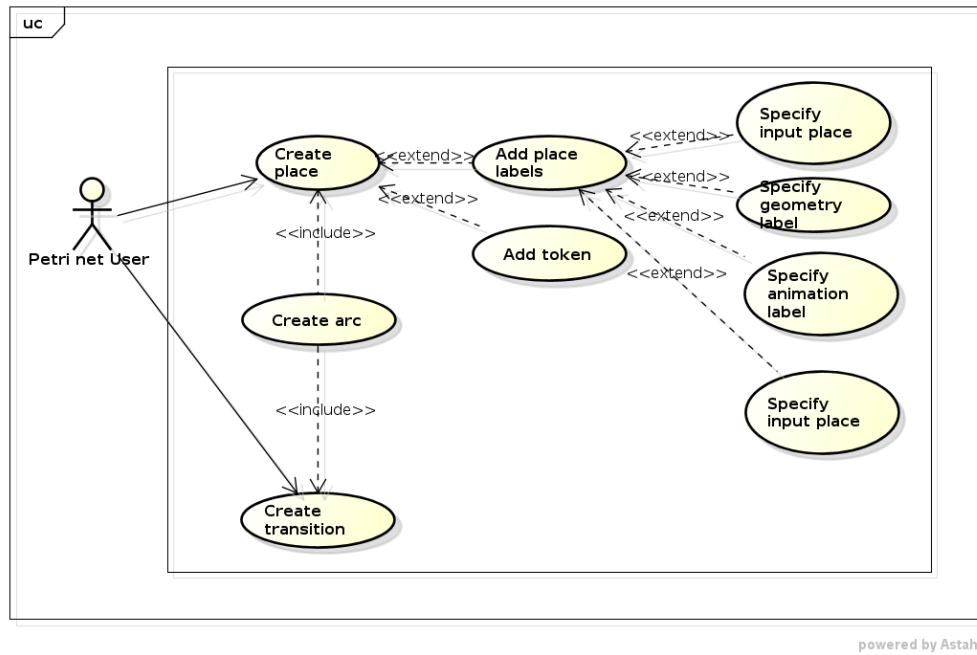 uc
Specify
input place
<<extend>>
Create
place
<<extend>>
Add place
labels
<<extend>>
Specify
geometry
label
<<extend>>
<<extend>>
<<include>>
Petri net User
Add token
<<extend>>
Specify
animation
label
Create arc
<<include>>
Specify
input place
Create
transition
powered by Astah